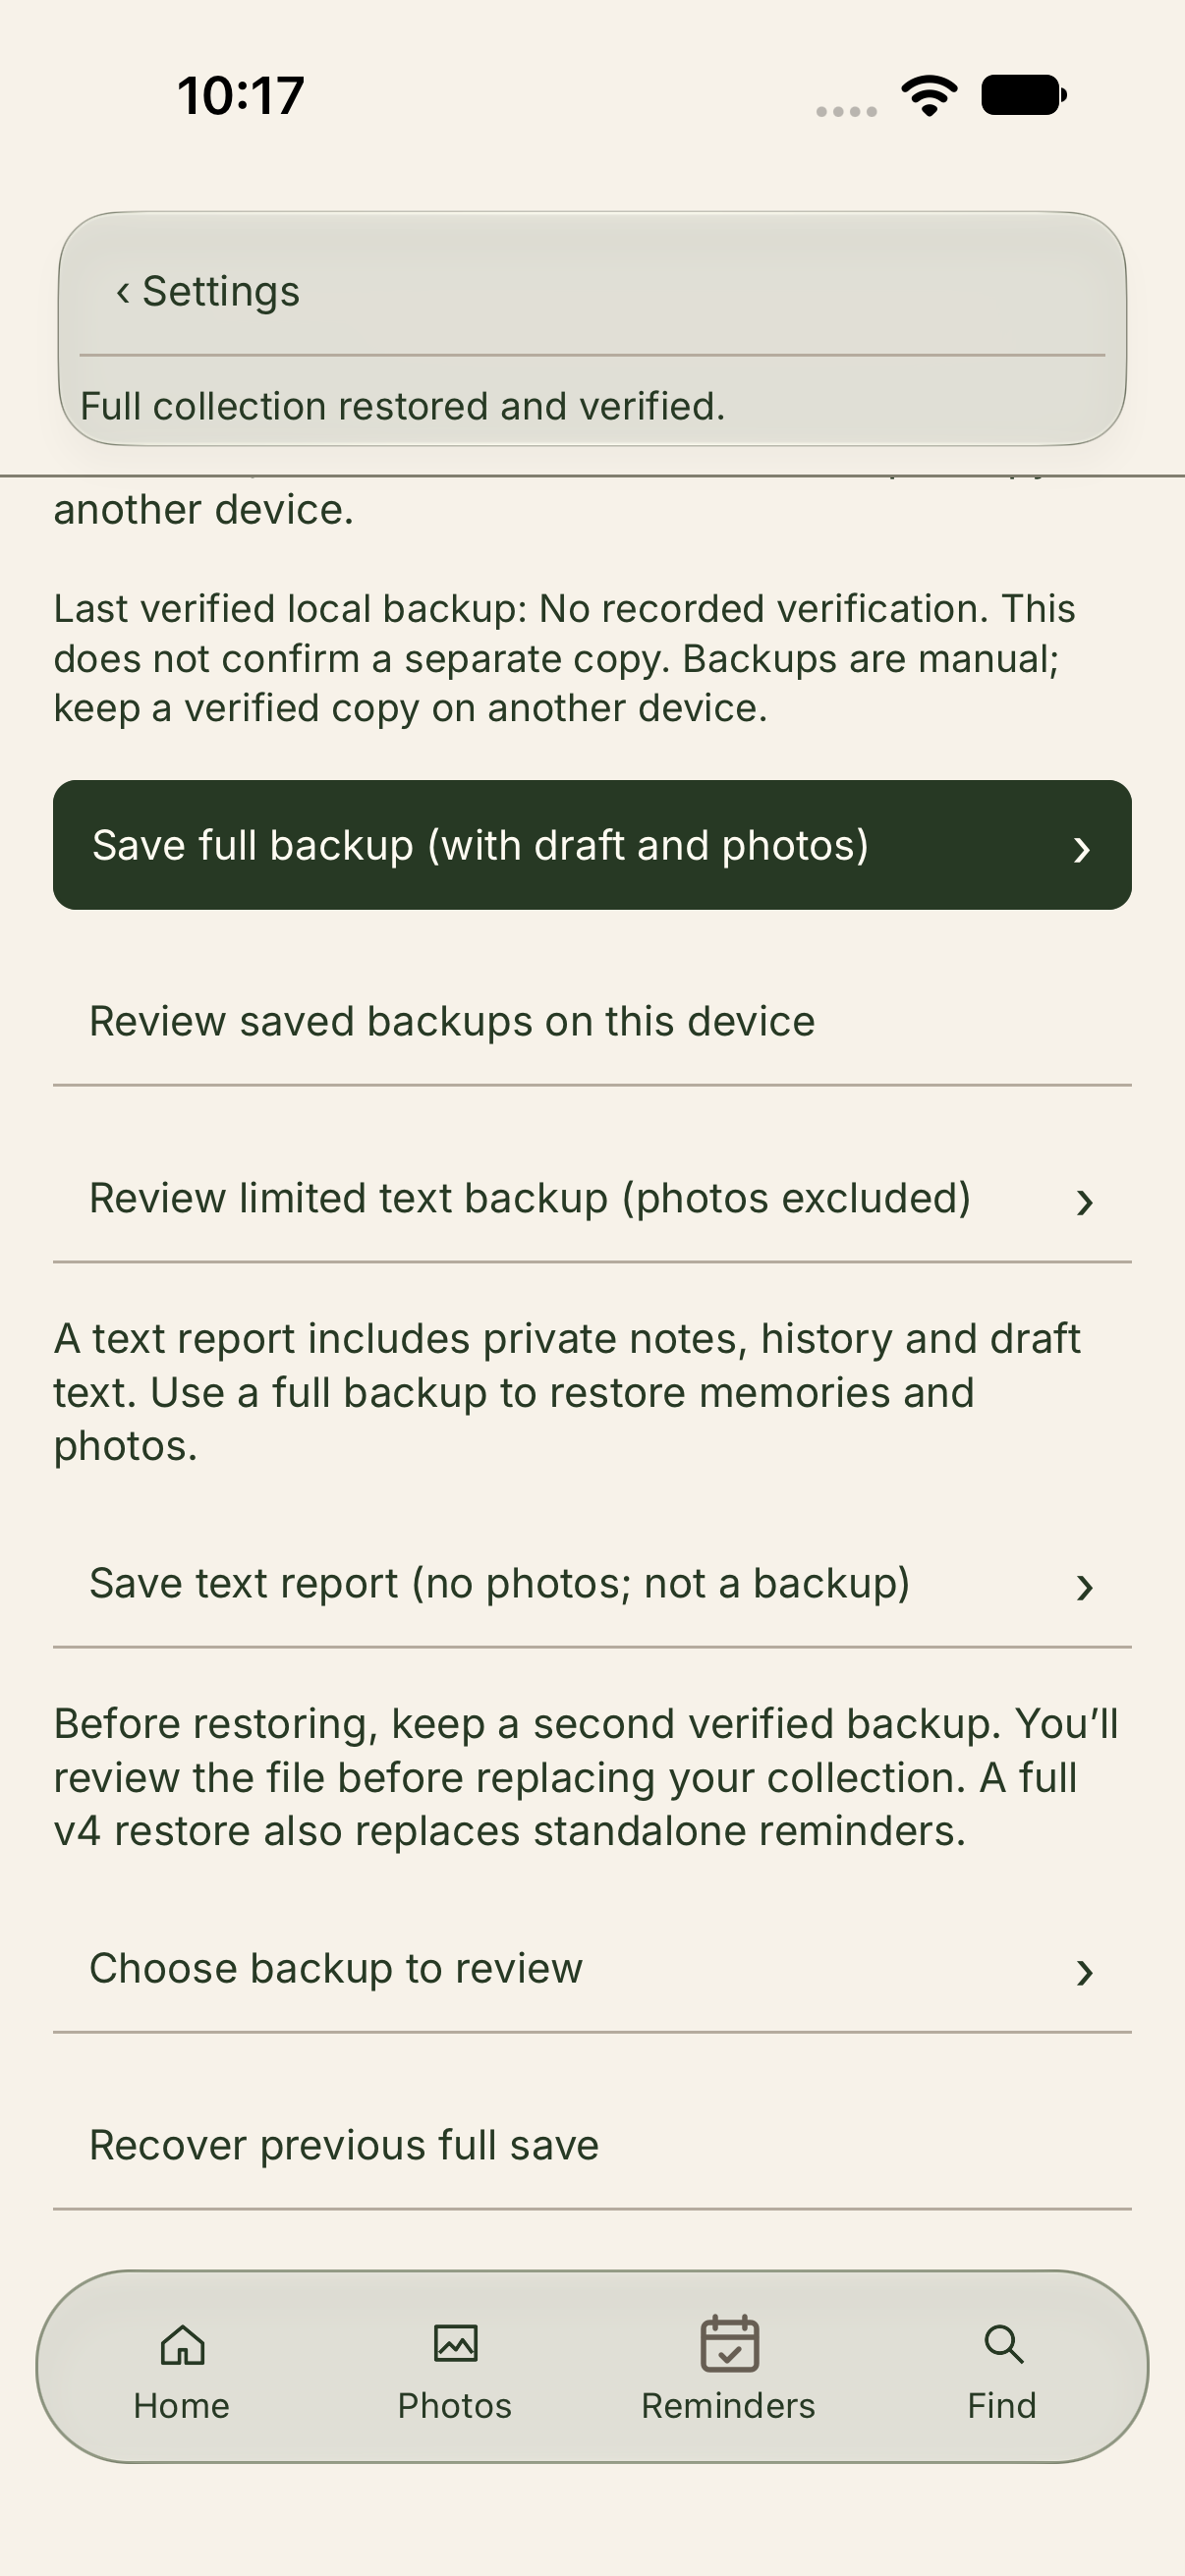 10:17
‹ Settings
Full collection restored and verified.
another device.
Last verified local backup: No recorded verification. This
does not confirm a separate copy. Backups are manual;
keep a verified copy on another device.
Save full backup (with draft and photos) ›
Review saved backups on this device
Review limited text backup (photos excluded) ›
A text report includes private notes, history and draft
text. Use a full backup to restore memories and
photos.
Save text report (no photos; not a backup) ›
Before restoring, keep a second verified backup. You’ll
review the file before replacing your collection. A full
v4 restore also replaces standalone reminders.
Choose backup to review ›
Recover previous full save
Home Photos Reminders Find